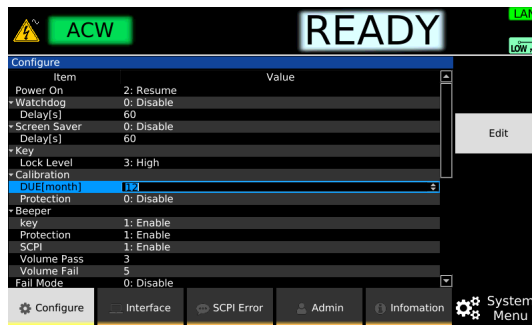 ACW
READY
LAN
LOW
Configure
Item Value
Power On 2: Resume
Watchdog 0: Disable
Delay[s] 60
Screen Saver 0: Disable
Delay[s] 60
Edit
Key
Lock Level 3: High
Calibration
DUE[month] 12
Protection 0: Disable
Beeper
key 1: Enable
Protection 1: Enable
SCPI 1: Enable
Volume Pass 3
Volume Fail 5
Fail Mode 0: Disable
Configure Interface SCPI Error Admin Infomation System
Menu